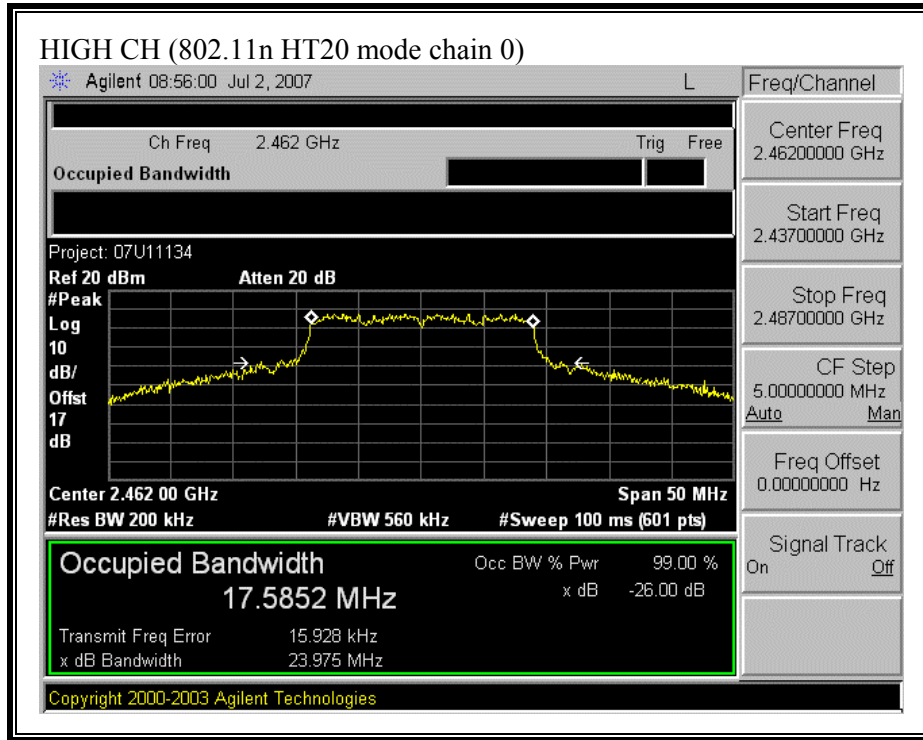 HIGH CH (802.11n HT20 mode chain 0)
Agilent 08:56:00 Jul 2, 2007 L
Freq/Channel
Ch Freq 2.462 GHz Trig Free
Occupied Bandwidth
Center Freq
2.46200000 GHz
Start Freq
2.43700000 GHz
Stop Freq
2.48700000 GHz
CF Step
5.00000000 MHz
Auto Man
Freq Offset
0.00000000 Hz
Signal Track
On Off
Project: 07U11134
Ref 20 dBm Atten 20 dB
#Peak
Log
10
dB/
Offst
17
dB
Center 2.462 00 GHz Span 50 MHz
#Res BW 200 kHz #VBW 560 kHz #Sweep 100 ms (601 pts)
Occupied Bandwidth Occ BW % Pwr 99.00 %
17.5852 MHz x dB -26.00 dB
Transmit Freq Error 15.928 kHz
x dB Bandwidth 23.975 MHz
Copyright 2000-2003 Agilent Technologies